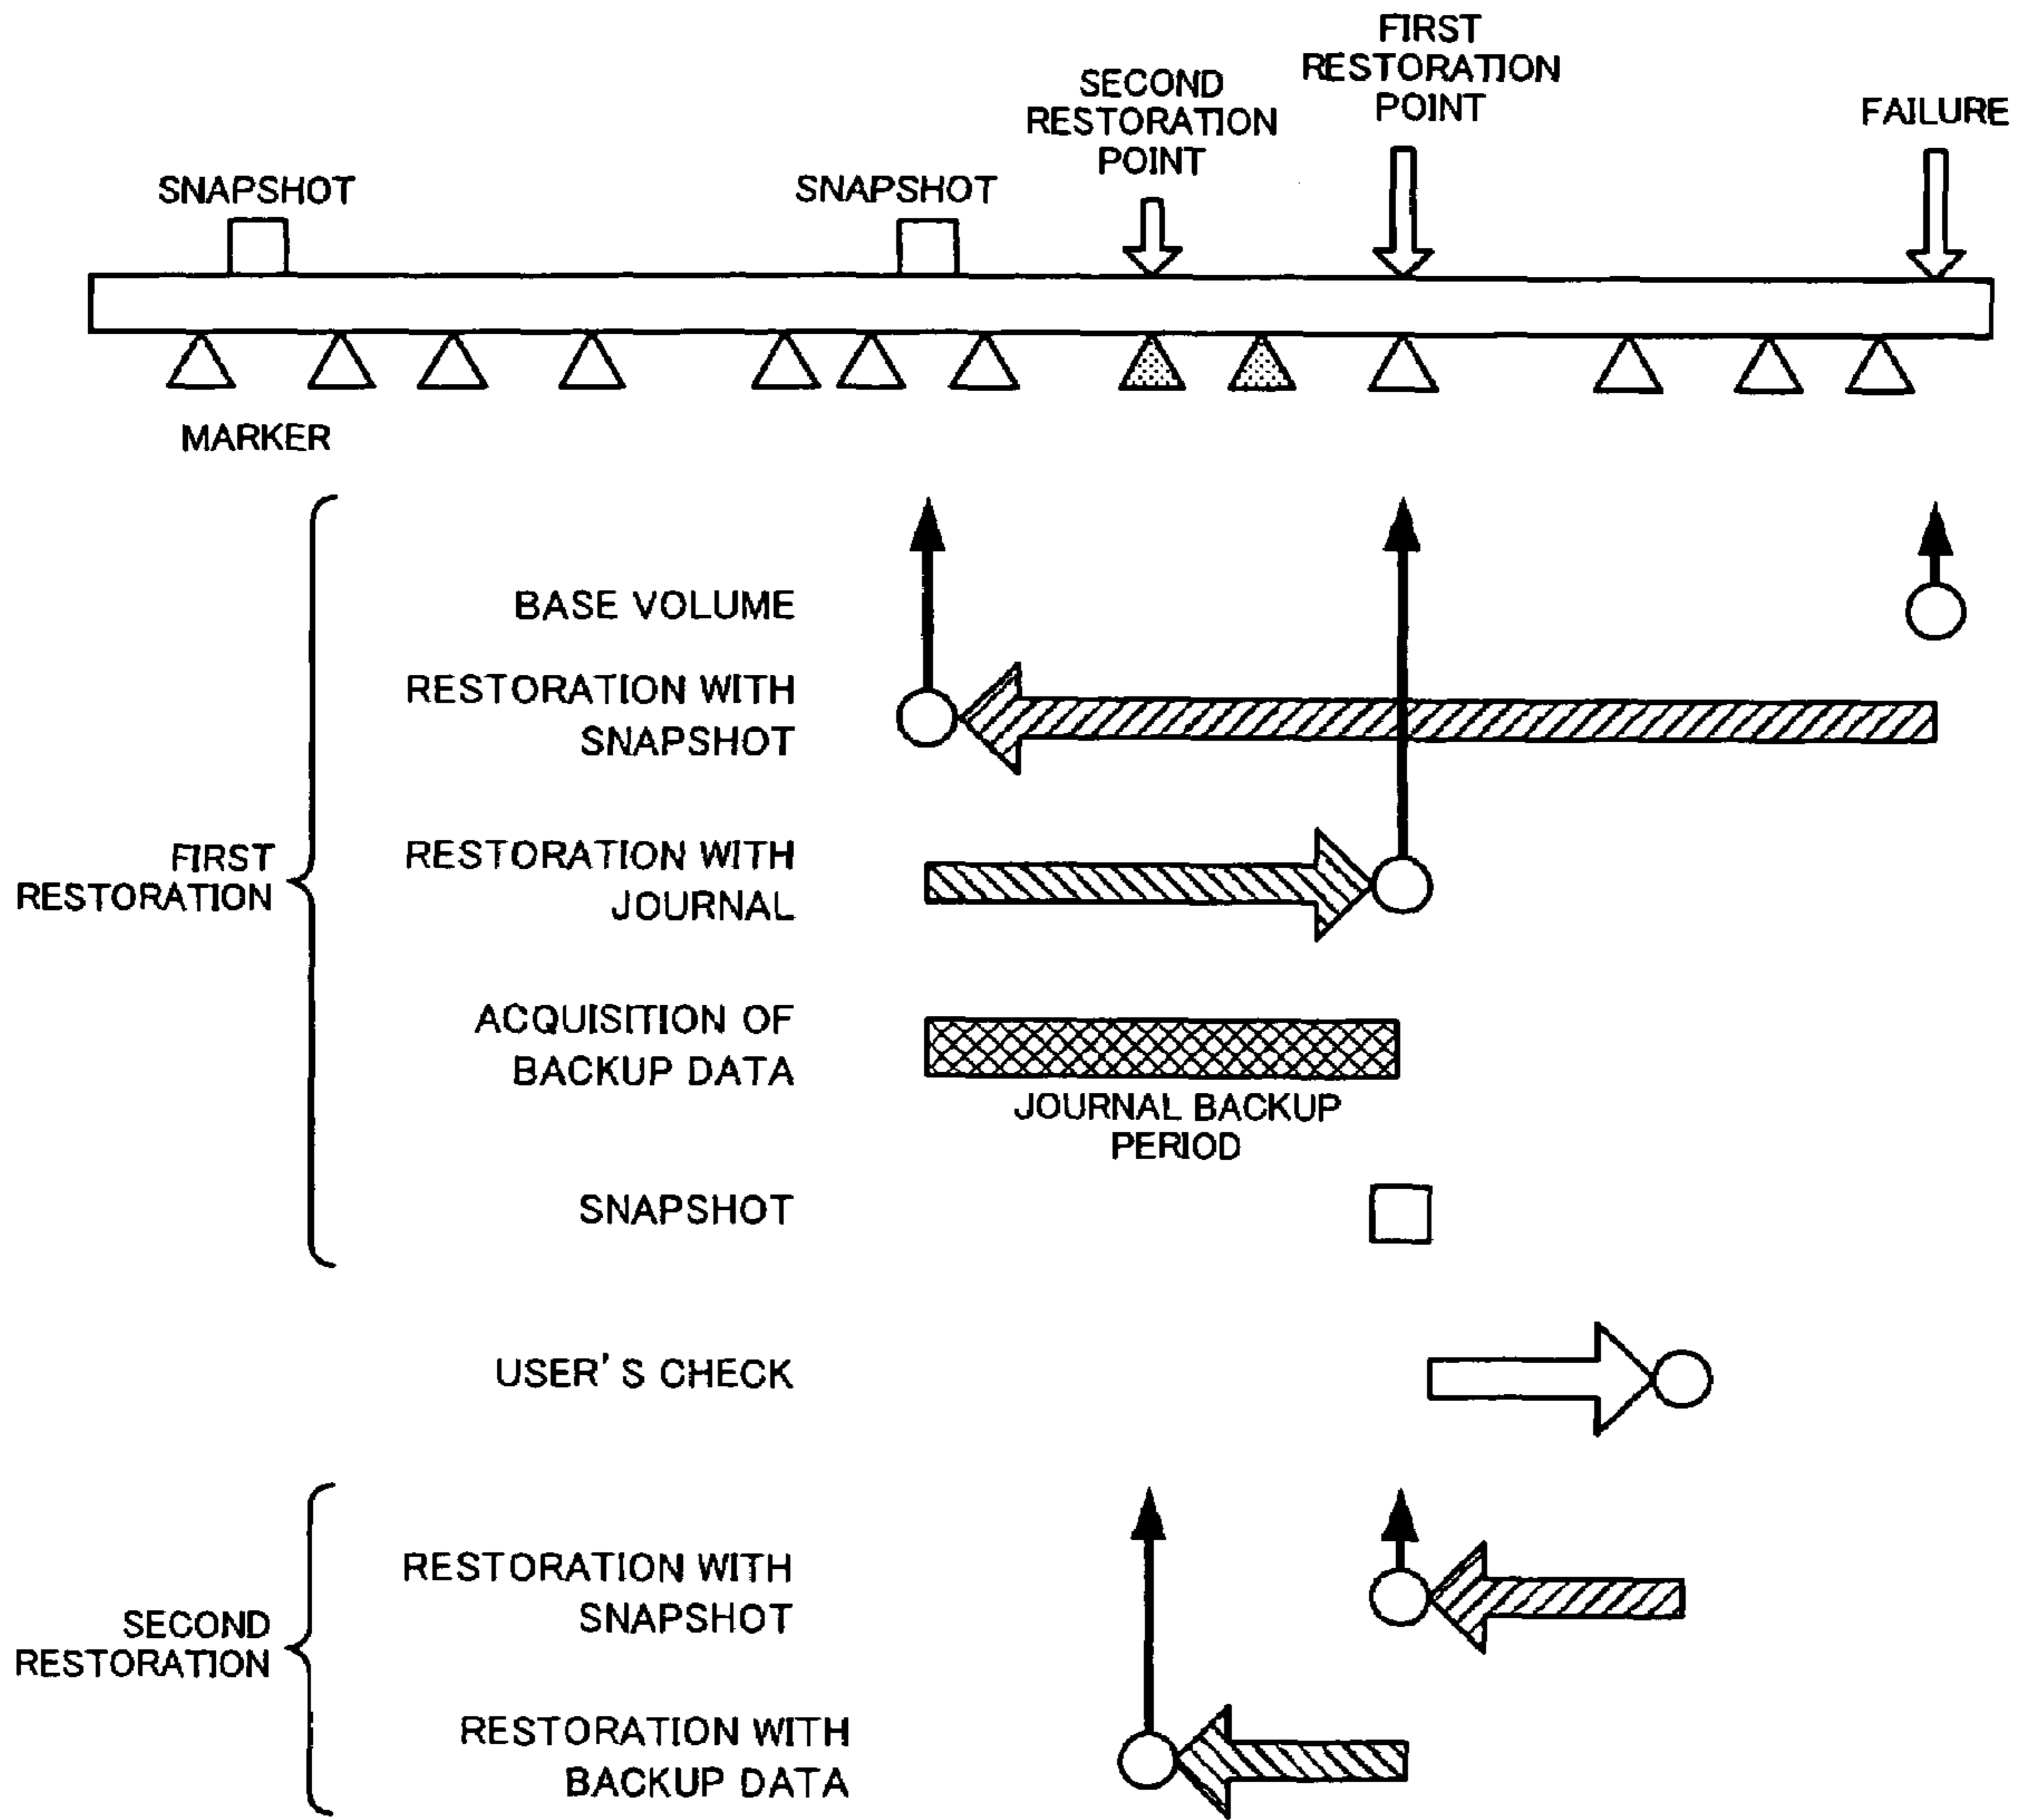 FIRST
RESTORATION
POINT
SECOND
RESTORATION
POINT
FAILURE
SNAPSHOT
SNAPSHOT
MARKER
BASE VOLUME
RESTORATION WITH
SNAPSHOT
FIRST
RESTORATION
RESTORATION WITH
JOURNAL
ACQUISITION OF
BACKUP DATA
JOURNAL BACKUP
PERIOD
SNAPSHOT
USER'S CHECK
SECOND
RESTORATION
RESTORATION WITH
SNAPSHOT
RESTORATION WITH
BACKUP DATA